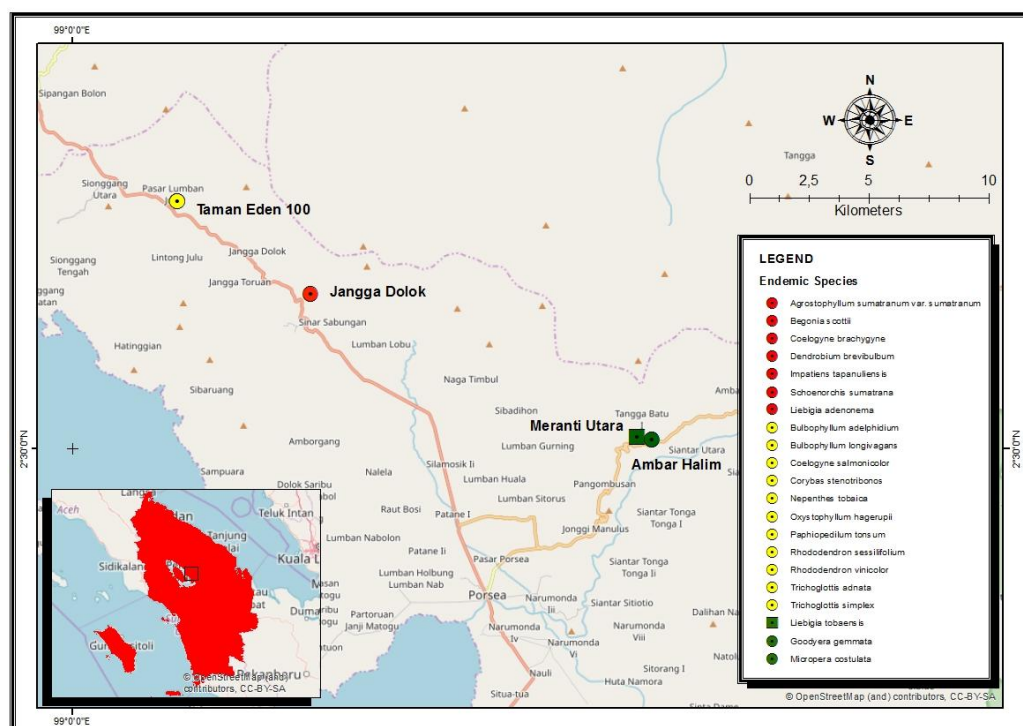 99°0'0"E
Sipangan Bolon
N
W
E
S
Tangga
0
2,5
5
10
Kilometers
Sionggang
Utara
Pasar Lumban
Taman Eden 100
Jangga Dolok
Sionggang
Tengah
Lintong Julu
Jangga Toruan
Jangga Dolok
Sinar Sabungan
Hatinggian
Lumban Lobu
Sibaruang
Naga Timbul
Sibadihon
Tangga Batu
Meranti Utara
Lumban Gurning
Siantar Utara
Ambar Halim
2°30'0"N
2°30'0"N
Amborgang
Sampuara
Nalela
Silamosik Ii
Lumban Huala
Pangombusan
Dolok Saribu
Lumban Sitorus
Raut Bosi
Patane I
Siantar Tonga
Tonga I
Jonggi Manulus
Lumban Nabolon
Patane Ii
Pasar Porsea
Siantar Tonga
Tonga Ii
Lumban Holbung
Lumban Nab
Porsea
Narumonda
Iii
Siantar Sitiotio
Partoruan
Janji Matogu
Narumonda
Iv
Narumonda
Viii
Dalihan Na
Narumonda
Vi
Nauli
Sitorang I
Huta Namora
Situa-tua
LEGEND
Endemic Species
Agrostophyllum sumatranum var. sumatranum
Begonia scottii
Coelogyne brachygyne
Dendrobium brevibulbum
Impatiens tapanuliensis
Schoenorchis sumatrana
Liebigia adenonema
Bulbophyllum adelphidium
Bulbophyllum longivagans
Coelogyne salmonicolor
Corybas stenotribonos
Nepenthes tobaica
Oxystophyllum hagerupii
Paphiopedilum tonsum
Rhododendron sessilifolium
Rhododendron vinicolor
Trichoglottis adnata
Trichoglottis simplex
Liebigia tobaensis
Goodyera gemmata
Micropera costulata
© OpenStreetMap (and) contributors, CC-BY-SA
Aceh
Teluk Intan
Tanjung
Sidikalang
Kuala
Pekanbaru
© OpenStreetMap (and)
contributors, CC-BY-SA
99°0'0"E